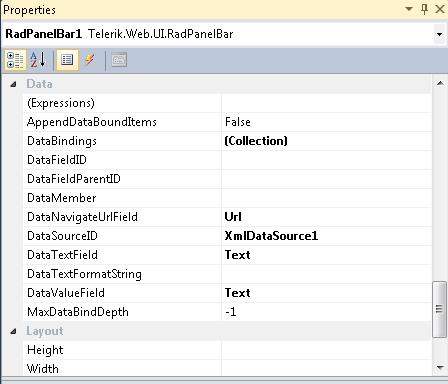 Properties
RadPanelBar1 Telerik.Web.UI.RadPanelBar
Data
(Expressions)
AppendDataBoundItems False
DataBindings (Collection)
DataFieldID
DataFieldParentID
DataMember
DataNavigateUrlField Url
DataSourceID XmlDataSource1
DataTextField Text
DataTextFormatString
DataValueField Text
MaxDataBindDepth -1
Layout
Height
Width